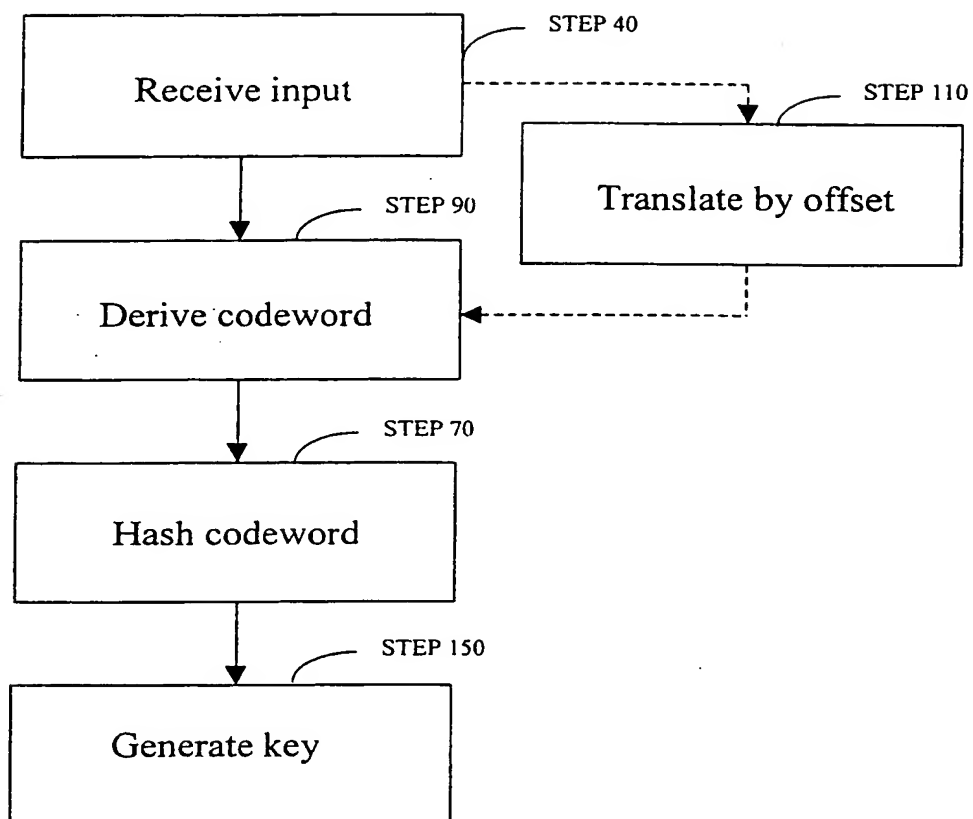 STEP 40
Receive input
STEP 110
Translate by offset
STEP 90
Derive codeword
STEP 70
Hash codeword
STEP 150
Generate key